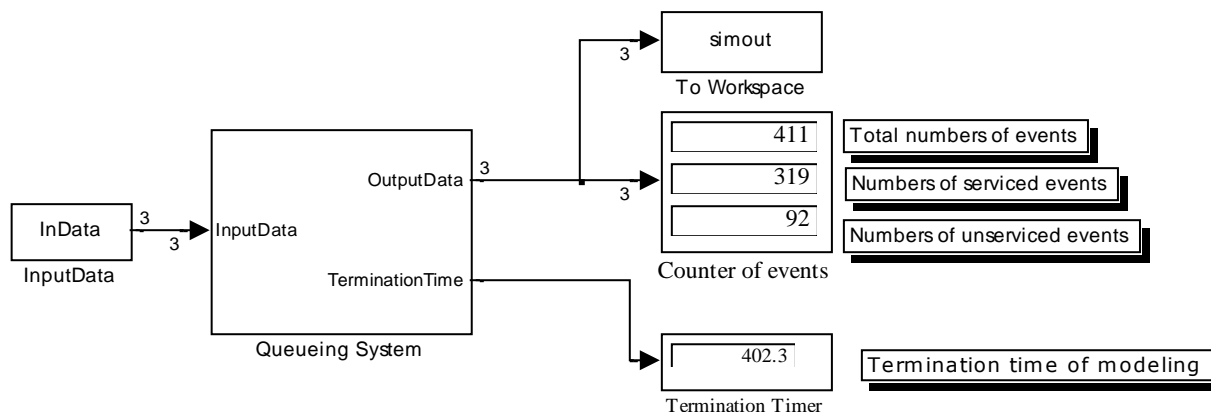 simout
3
To Workspace
411
Total numbers of events
OutputData
3
3
319
Numbers of serviced events
InData
3
3
InputData
92
Numbers of unserviced events
InputData
TerminationTime
Counter of events
Queueing System
402.3
Termination time of modeling
Termination Timer